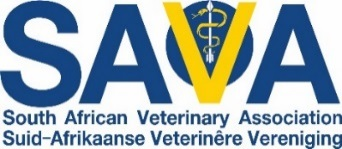 SAVA
South African Veterinary Association
Suid-Afrikaanse Veterinêre Vereniging